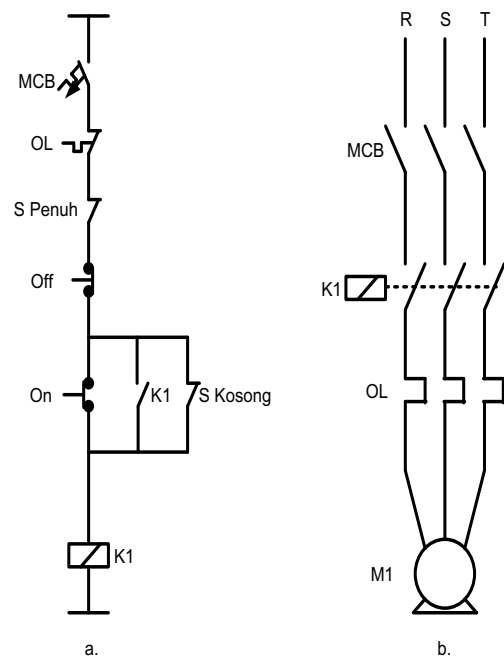 MCB
OL
S Penuh
Off
On
K1
S Kosong
K1
a.
R S T
MCB
K1
OL
M1
b.